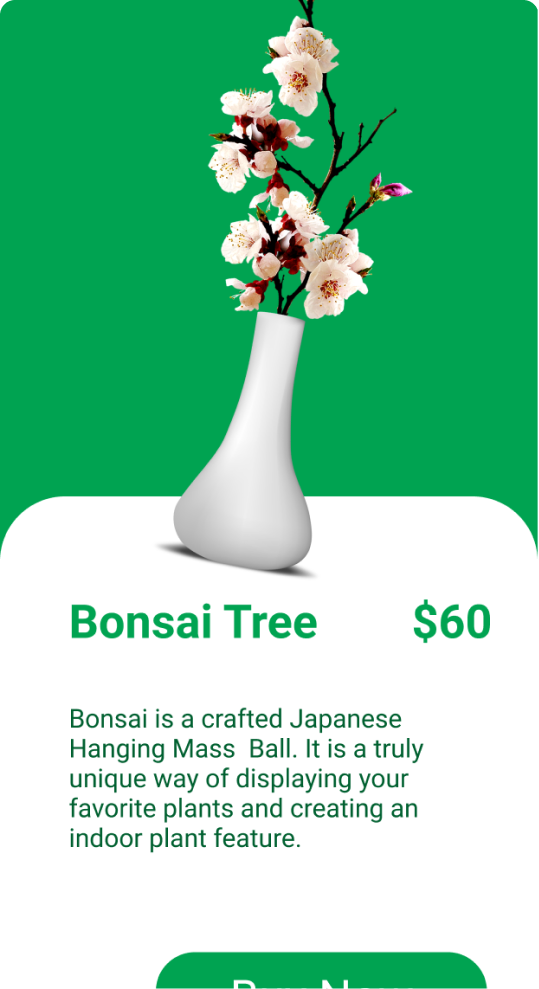 Bonsai Tree $60
Bonsai is a crafted Japanese
Hanging Mass  Ball. It is a truly
unique way of displaying your
favorite plants and creating an
indoor plant feature.